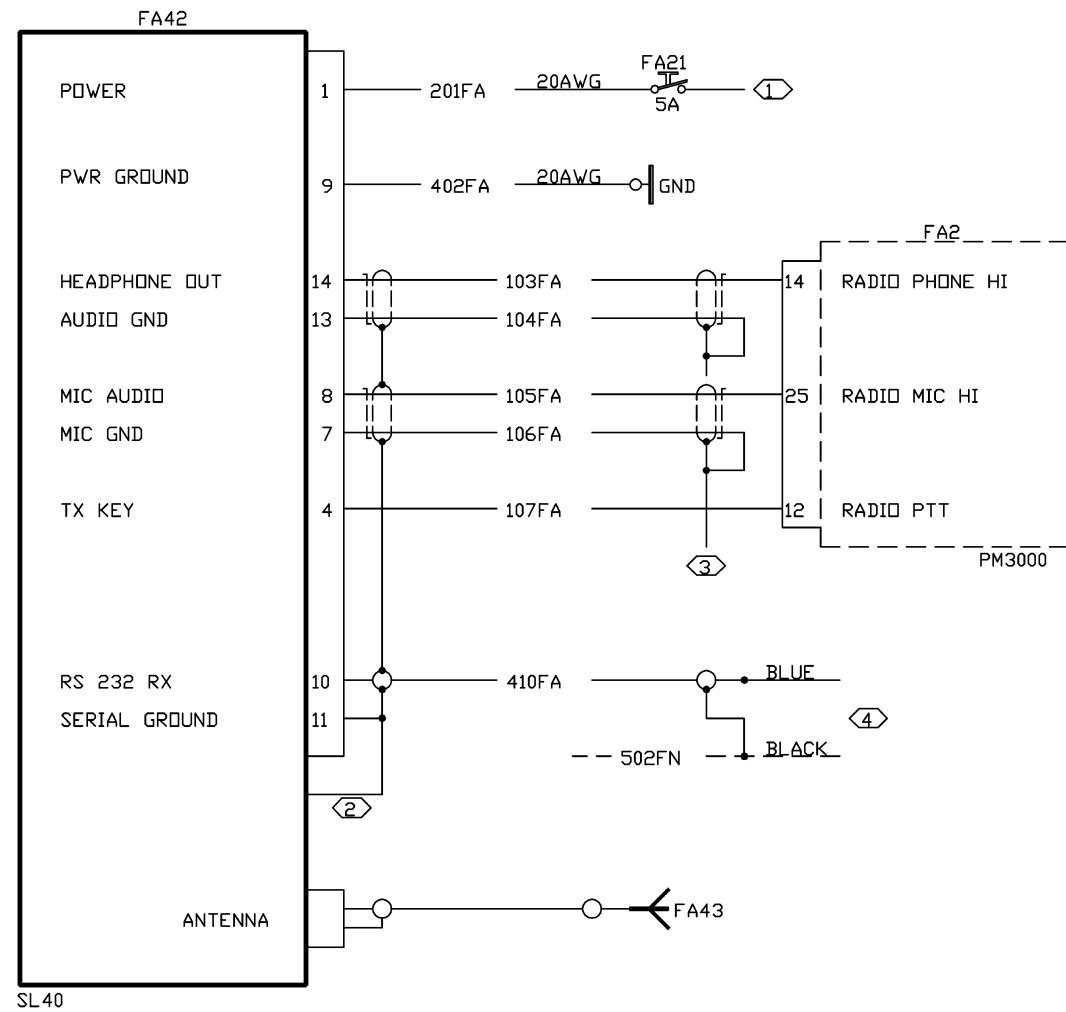 FA42
POWER 1 201FA 20AWG FA21 5A 1
PWR GROUND 9 402FA 20AWG GND
FA2
HEADPHONE OUT 14 103FA 14 RADIO PHONE HI
AUDIO GND 13 104FA
MIC AUDIO 8 105FA 25 RADIO MIC HI
MIC GND 7 106FA
TX KEY 4 107FA 12 RADIO PTT
PM3000
3
RS 232 RX 10 410FA BLUE
SERIAL GROUND 11 4
502FN BLACK
2
ANTENNA FA43
SL40